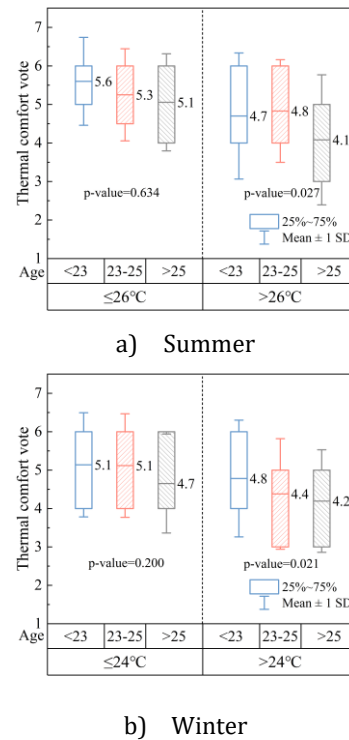 7
6
5
4
3
2
1
Thermal comfort vote
5.6
5.3
5.1
4.7
4.8
4.1
p-value=0.634
p-value=0.027
25%~75%
Mean ± 1 SD
Age <23 23-25 >25 <23 23-25 >25
≤26°C >26°C
a) Summer
7
6
5
4
3
2
1
Thermal comfort vote
5.1
5.1
4.7
4.8
4.4
4.2
p-value=0.200
p-value=0.021
25%~75%
Mean ± 1 SD
Age <23 23-25 >25 <23 23-25 >25
≤24°C >24°C
b) Winter